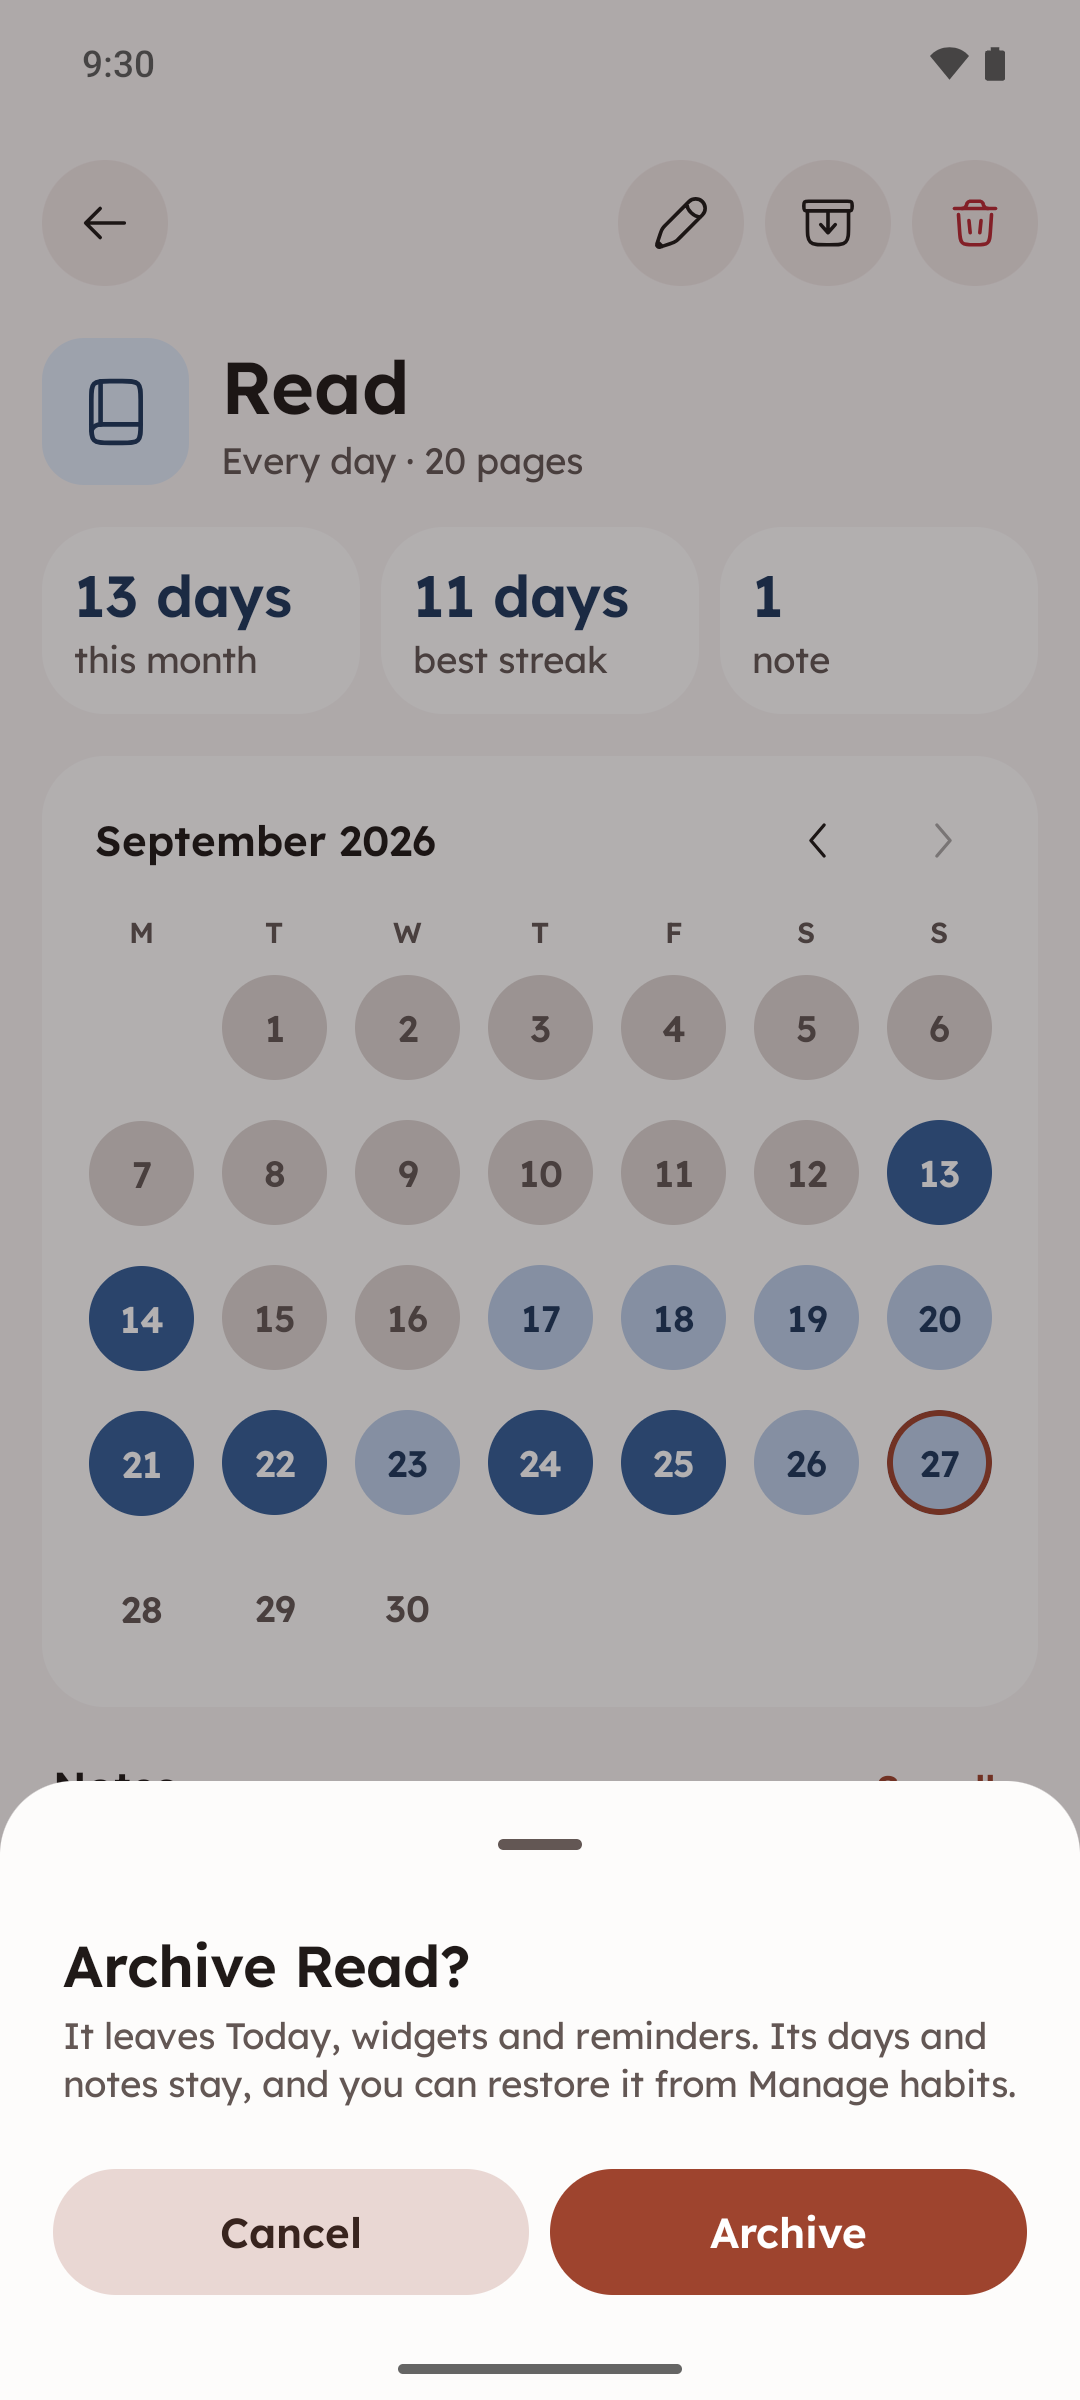 9:30
Read
Every day · 20 pages
13 days
this month
11 days
best streak
1
note
September 2026
M T W T F S S
1 2 3 4 5 6
7 8 9 10 11 12 13
14 15 16 17 18 19 20
21 22 23 24 25 26 27
28 29 30
Notes
Archive Read?
It leaves Today, widgets and reminders. Its days and
notes stay, and you can restore it from Manage habits.
Cancel
Archive